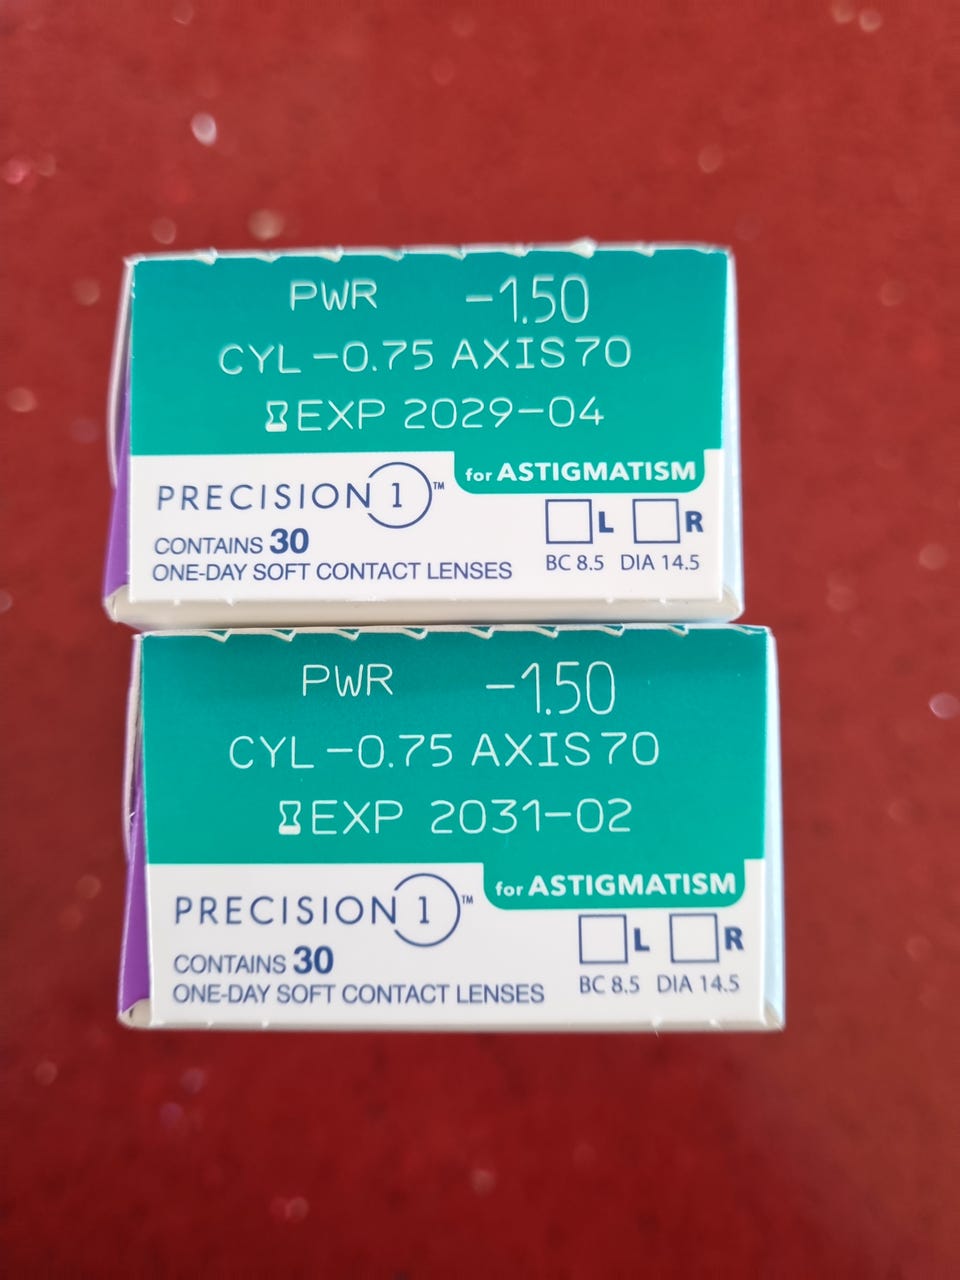 PWR -1.50
CYL -0.75 AXIS 70
EXP 2029-04
for ASTIGMATISM
PRECISION 1™
L R
CONTAINS 30
ONE-DAY SOFT CONTACT LENSES
BC 8.5 DIA 14.5
PWR -1.50
CYL -0.75 AXIS 70
EXP 2031-02
for ASTIGMATISM
PRECISION 1™
L R
CONTAINS 30
ONE-DAY SOFT CONTACT LENSES
BC 8.5 DIA 14.5